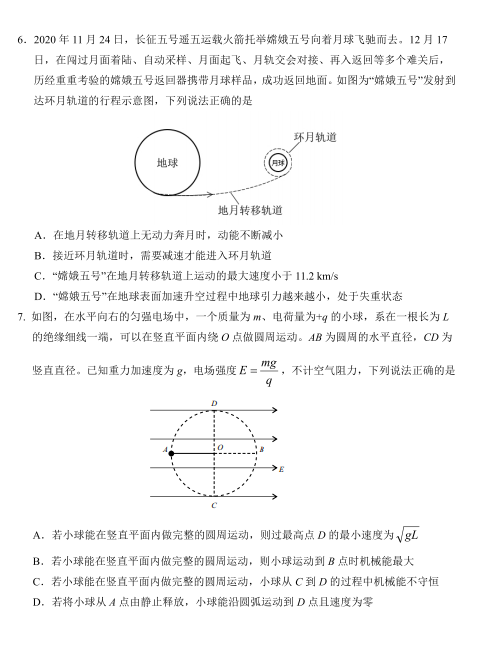 6．2020 年 11 月 24 日，长征五号遥五运载火箭托举嫦娥五号向着月球飞驰而去。12 月 17
日，在闯过月面着陆、自动采样、月面起飞、月轨交会对接、再入返回等多个难关后，
历经重重考验的嫦娥五号返回器携带月球样品，成功返回地面。如图为“嫦娥五号”发射到
达环月轨道的行程示意图，下列说法正确的是
环月轨道
地球
月球
地月转移轨道
A．在地月转移轨道上无动力奔月时，动能不断减小
B．接近环月轨道时，需要减速才能进入环月轨道
C．“嫦娥五号”在地月转移轨道上运动的最大速度小于 11.2 km/s
D．“嫦娥五号”在地球表面加速升空过程中地球引力越来越小，处于失重状态
7. 如图，在水平向右的匀强电场中，一个质量为 m、电荷量为+q 的小球，系在一根长为 L
的绝缘细线一端，可以在竖直平面内绕 O 点做圆周运动。AB 为圆周的水平直径，CD 为
竖直直径。已知重力加速度为 g，电场强度 E = mg/q ，不计空气阻力，下列说法正确的是
D
A
O
B
E
C
A．若小球能在竖直平面内做完整的圆周运动，则过最高点 D 的最小速度为 √gL
B．若小球能在竖直平面内做完整的圆周运动，则小球运动到 B 点时机械能最大
C．若小球能在竖直平面内做完整的圆周运动，小球从 C 到 D 的过程中机械能不守恒
D．若将小球从 A 点由静止释放，小球能沿圆弧运动到 D 点且速度为零